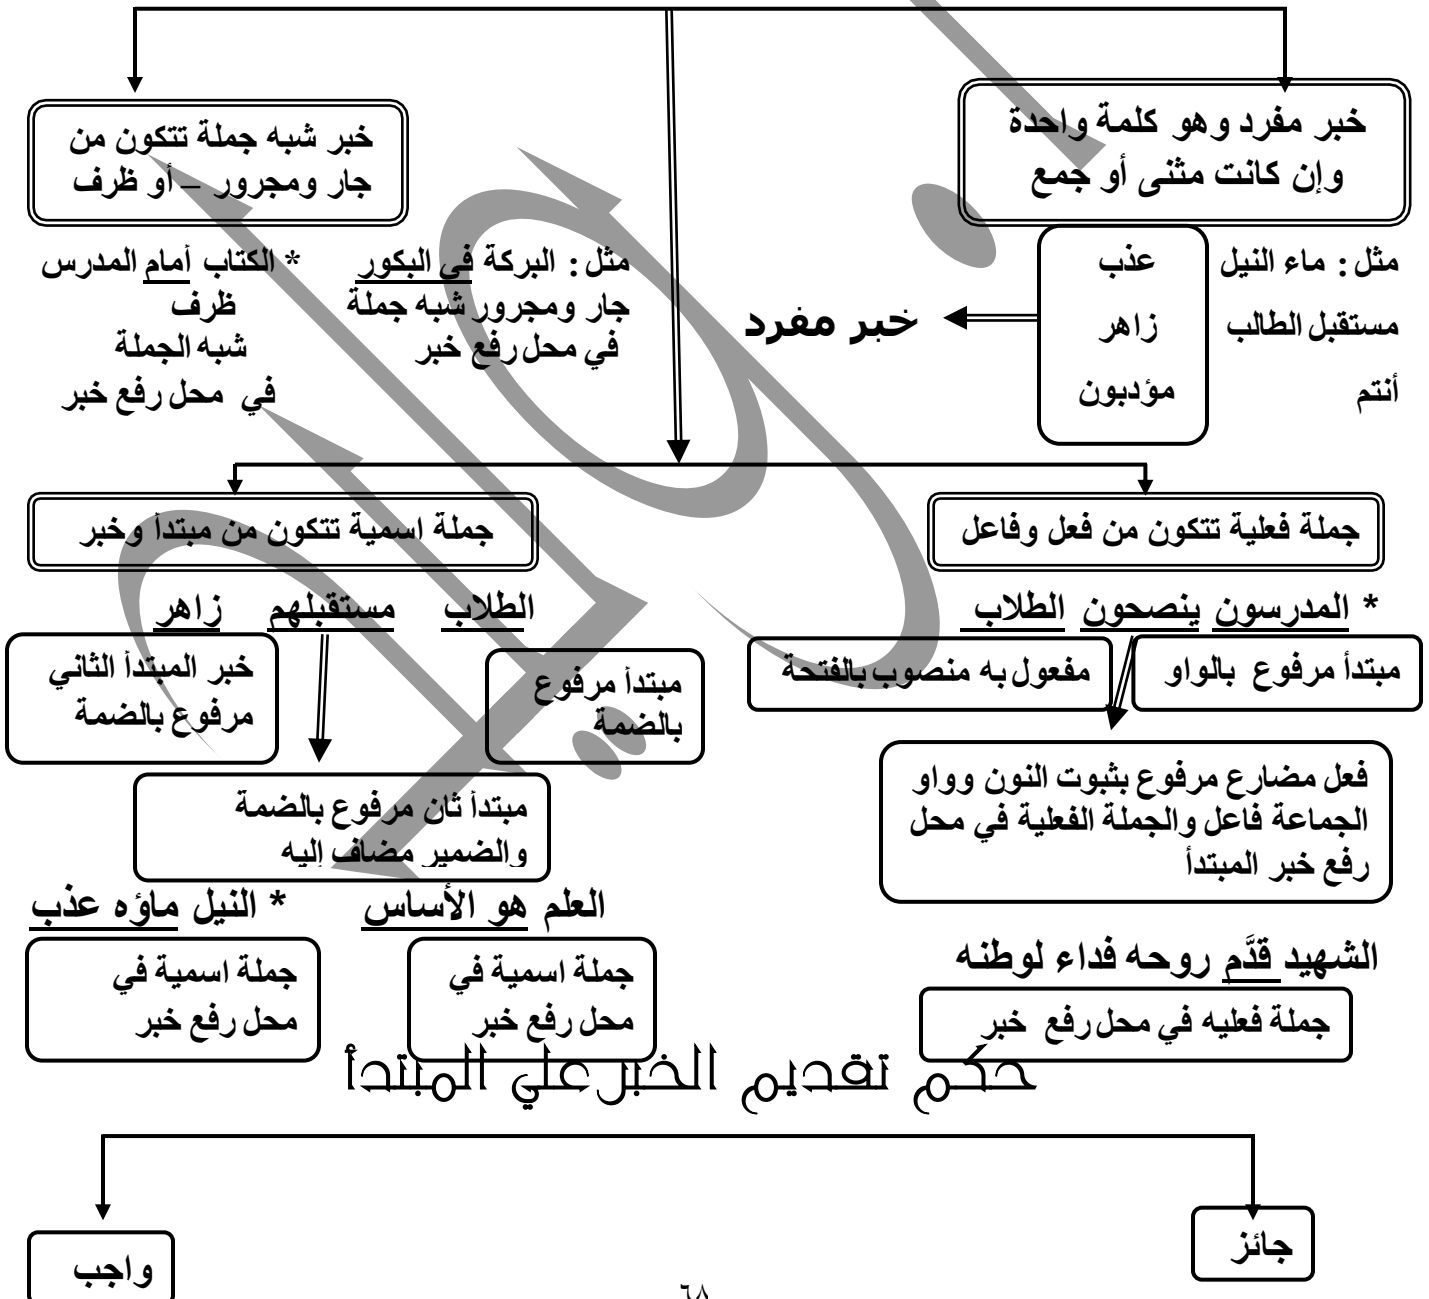 خبر مفرد وهو كلمة واحدة
وإن كانت مثنى أو جمع
مثل : ماء النيل عذب
مستقبل الطالب زاهر
أنتم مؤدبون
خبر مفرد
خبر شبه جملة تتكون من
جار ومجرور – أو ظرف
مثل : البركة في البكور
جار ومجرور شبه جملة
في محل رفع خبر
* الكتاب أمام المدرس
ظرف
شبه الجملة
في محل رفع خبر
جملة فعلية تتكون من فعل وفاعل
* المدرسون ينصحون الطلاب
مبتدأ مرفوع بالواو
مفعول به منصوب بالفتحة
فعل مضارع مرفوع بثبوت النون وواو
الجماعة فاعل والجملة الفعلية في محل
رفع خبر المبتدأ
الشهيد قدَّم روحه فداء لوطنه
جملة فعليه في محل رفع خبر
جملة اسمية تتكون من مبتدأ وخبر
الطلاب مستقبلهم زاهر
مبتدأ مرفوع
بالضمة
خبر المبتدأ الثاني
مرفوع بالضمة
مبتدأ ثان مرفوع بالضمة
والضمير مضاف إليه
العلم هو الأساس
* النيل ماؤه عذب
جملة اسمية في
محل رفع خبر
جملة اسمية في
محل رفع خبر
حكم تقديم الخبر علي المبتدأ
جائز
واجب
٦٨